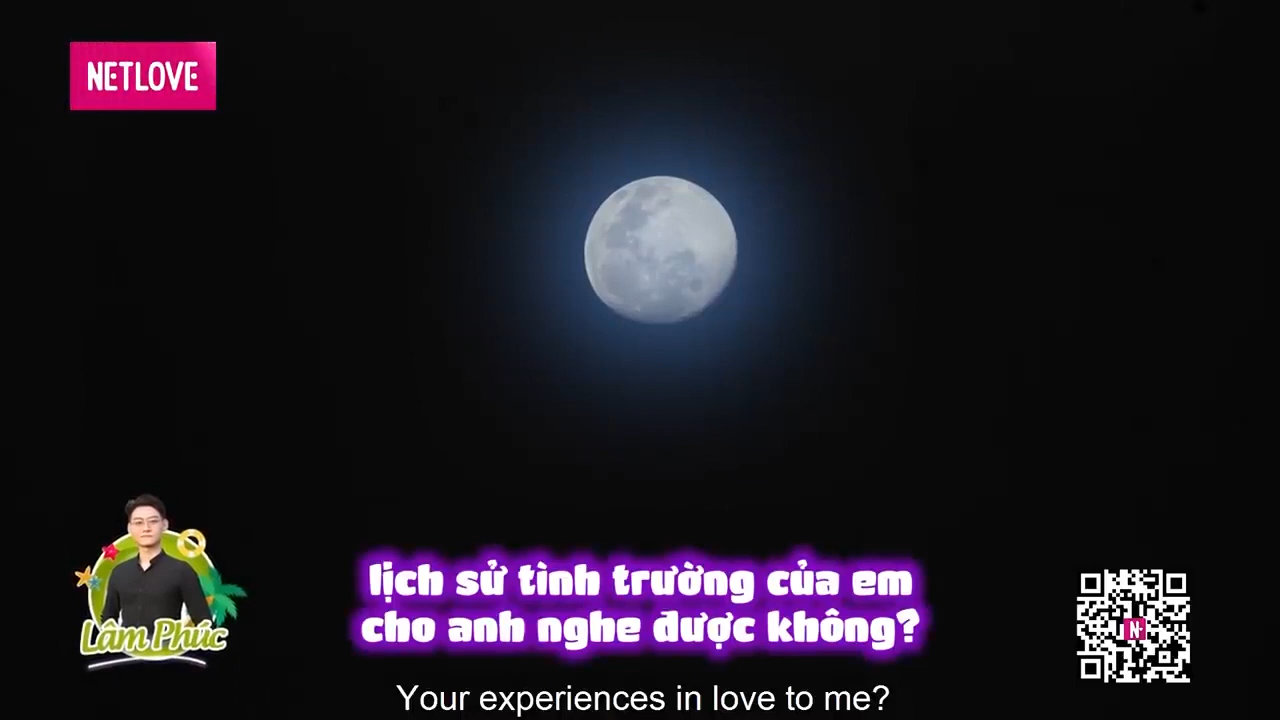 NETLOVE
lịch sử tình trường của em
cho anh nghe được không?
Lâm Phúc
N
Your experiences in love to me?